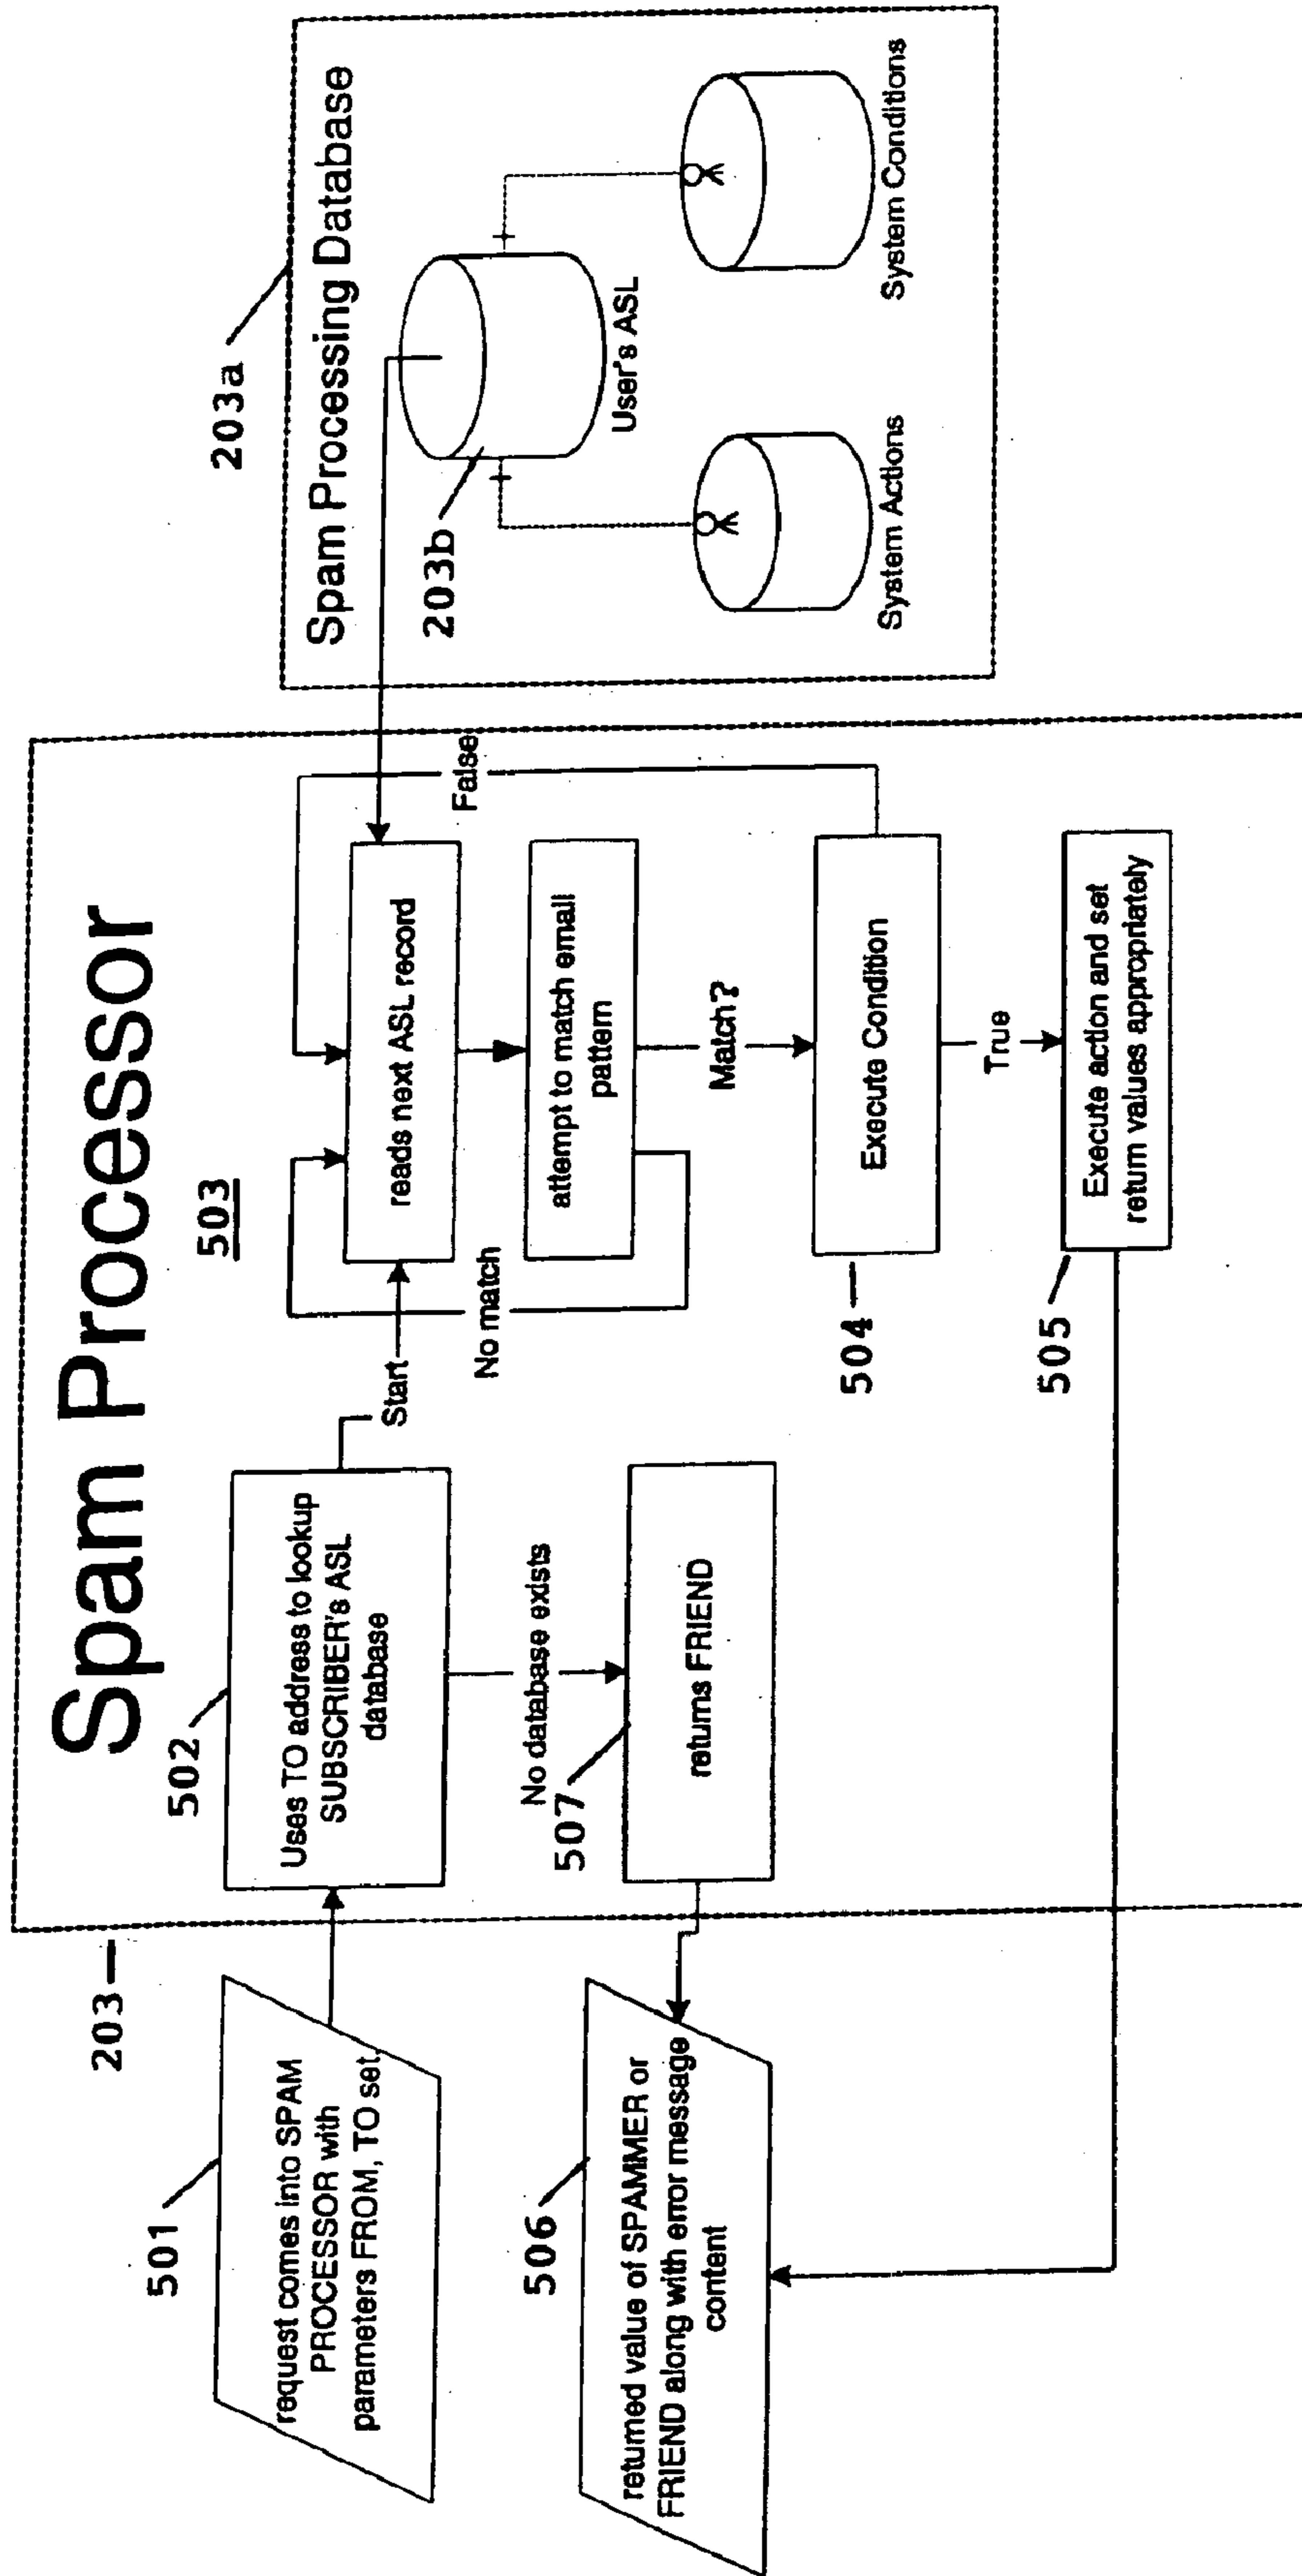 203
Spam Processor
501
request comes into SPAM
PROCESSOR with
parameters FROM, TO set.
502
Uses TO address to lookup
SUBSCRIBER's ASL
database
Start
503
reads next ASL record
No match
False
attempt to match email
pattern
Match?
504
Execute Condition
True
505
Execute action and set
return values appropriately
No database exists
507
returns FRIEND
506
returned value of SPAMMER or
FRIEND along with error message
content
203a
Spam Processing Database
203b
User's ASL
System Actions
System Conditions